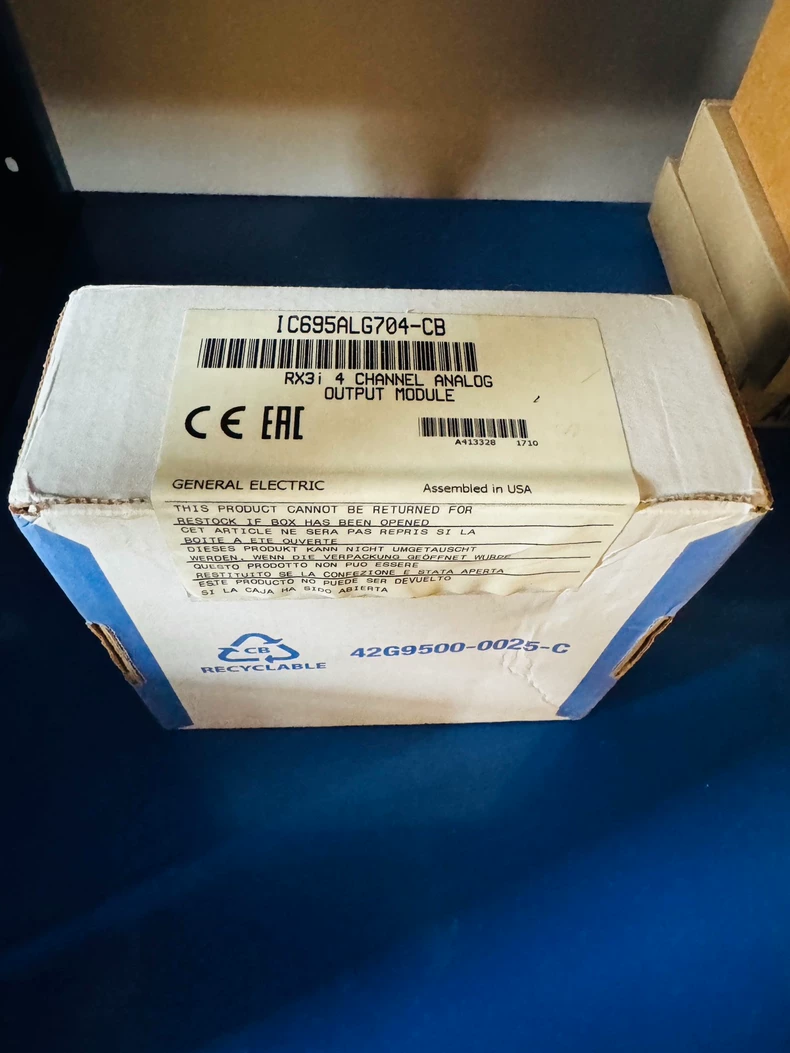 IC695ALG704-CB
RX3i 4 CHANNEL ANALOG
OUTPUT MODULE
CE EAC
A413328 1710
GENERAL ELECTRIC
Assembled in USA
THIS PRODUCT CANNOT BE RETURNED FOR
RESTOCK IF BOX HAS BEEN OPENED
CET ARTICLE NE SERA PAS REPRIS SI LA
BOITE A ETE OUVERTE
DIESES PRODUKT KANN NICHT UMGETAUSCHT
WERDEN, WENN DIE VERPACKUNG GEÖFFNET WURDE
QUESTO PRODOTTO NON PUO ESSERE
RESTITUITO SE LA CONFEZIONE E STATA APERTA
ESTE PRODUCTO NO PUEDE SER DEVUELTO
SI LA CAJA HA SIDO ABIERTA
CB
RECYCLABLE
42G9500-0025-C